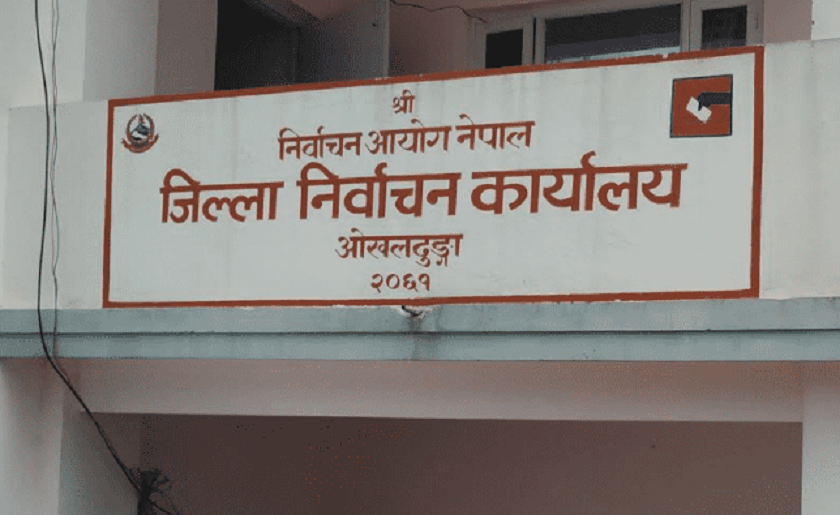 श्री
निर्वाचन आयोग नेपाल
जिल्ला निर्वाचन कार्यालय
ओखलढुङ्गा
२०६१